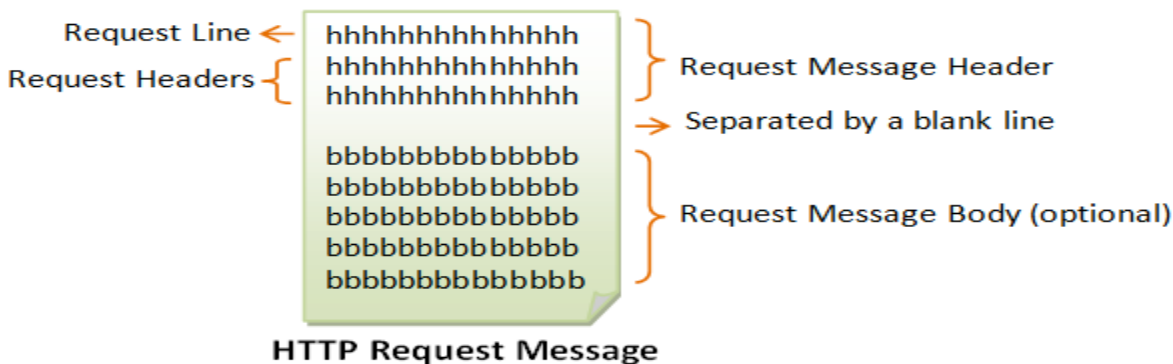 Request Line
hhhhhhhhhhhhhh
Request Headers
hhhhhhhhhhhhhh
hhhhhhhhhhhhhh
Request Message Header
Separated by a blank line
bbbbbbbbbbbbbb
bbbbbbbbbbbbbb
bbbbbbbbbbbbbb
bbbbbbbbbbbbbb
bbbbbbbbbbbbbb
Request Message Body (optional)
HTTP Request Message